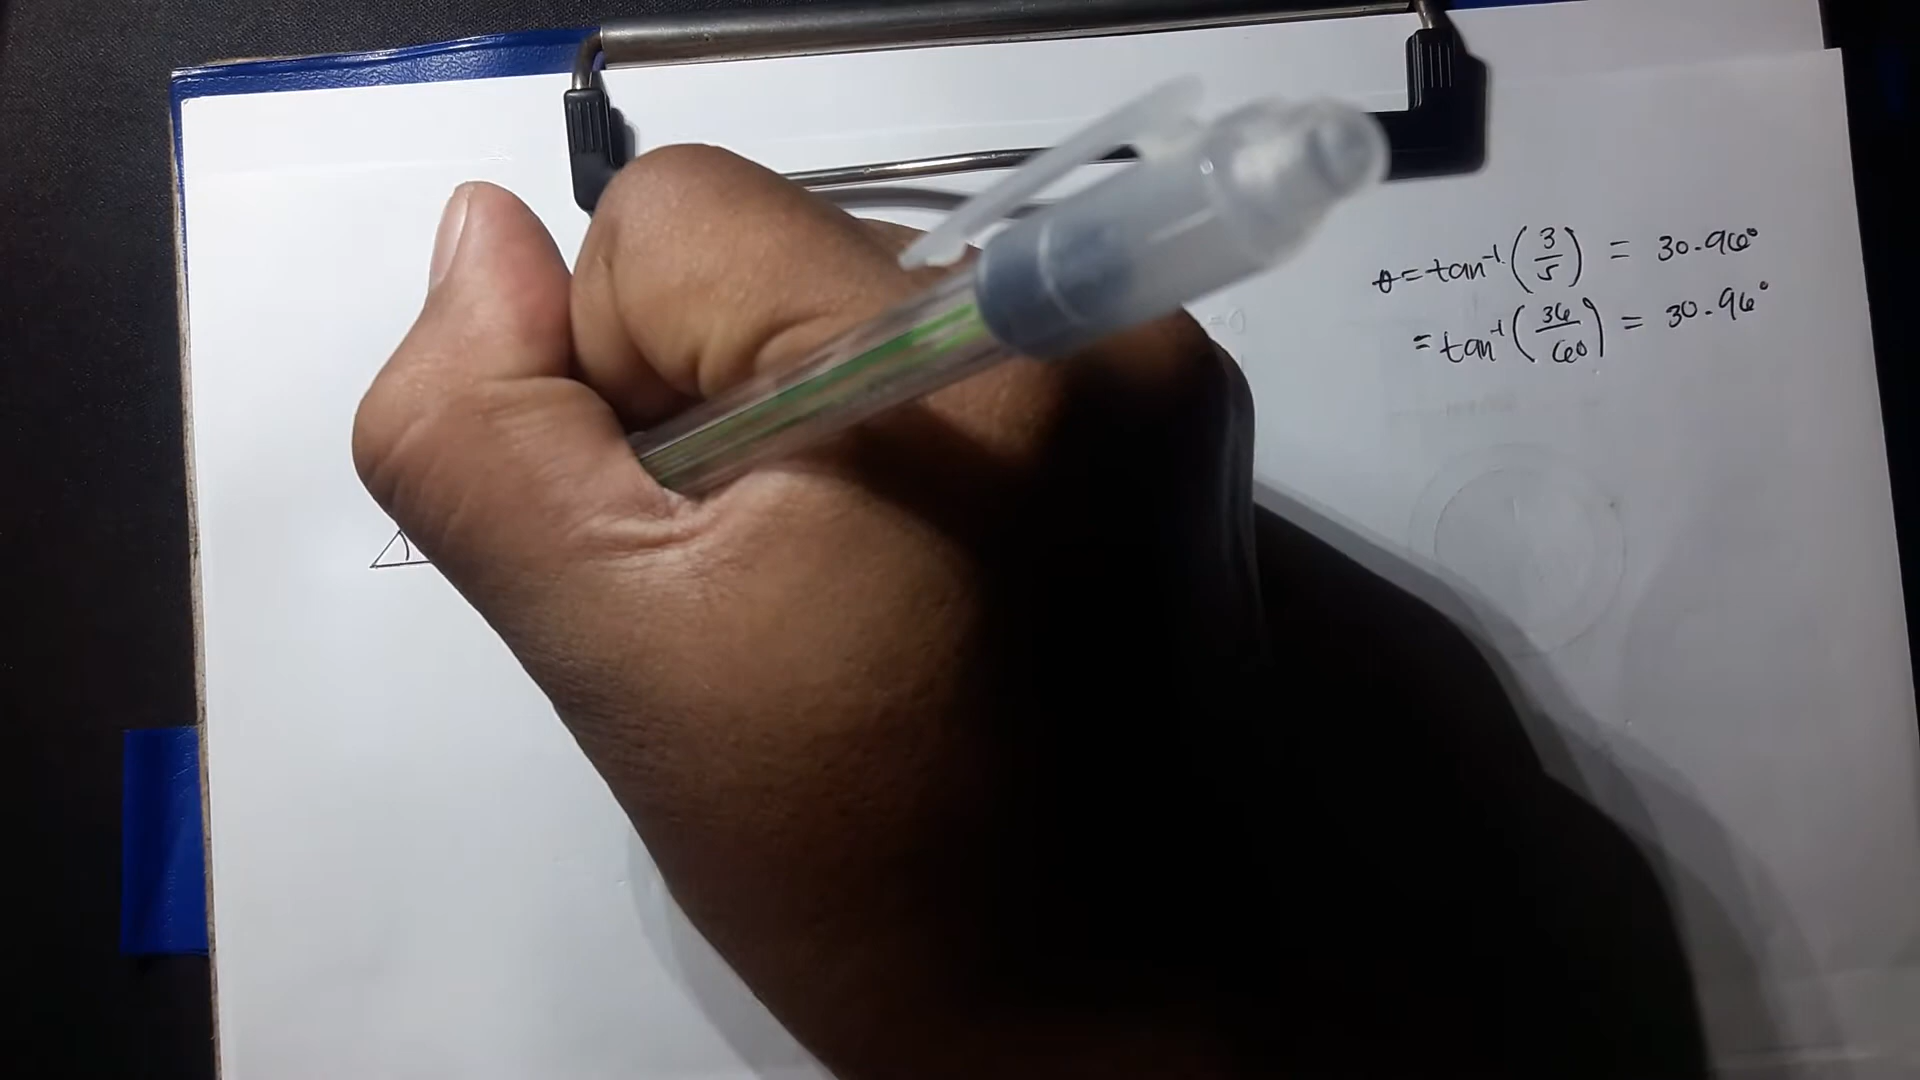 θ = tan⁻¹(3/5) = 30.96°
= tan⁻¹(36/60) = 30.96°